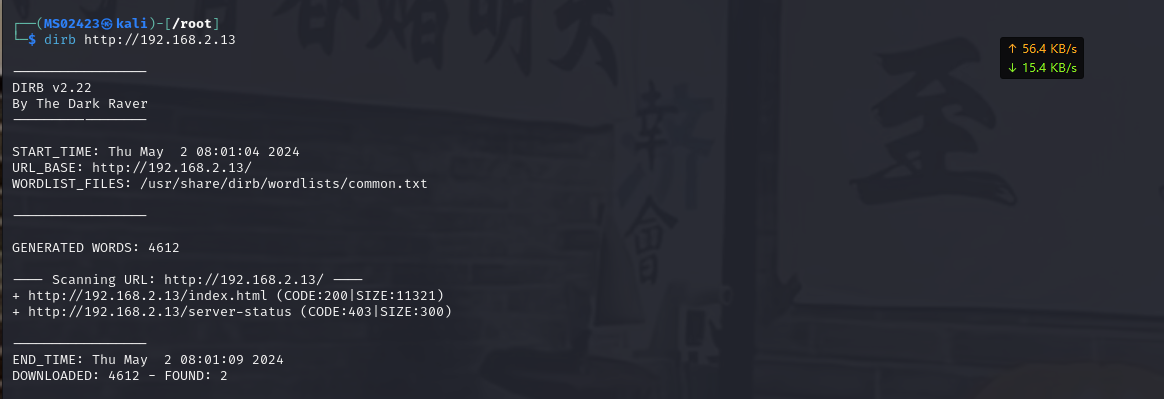 ┌──(MS02423㉿kali)-[/root]
└─$ dirb http://192.168.2.13
↑ 56.4 KB/s
↓ 15.4 KB/s
-----------------
DIRB v2.22
By The Dark Raver
-----------------
START_TIME: Thu May  2 08:01:04 2024
URL_BASE: http://192.168.2.13/
WORDLIST_FILES: /usr/share/dirb/wordlists/common.txt
-----------------
GENERATED WORDS: 4612
---- Scanning URL: http://192.168.2.13/ ----
+ http://192.168.2.13/index.html (CODE:200|SIZE:11321)
+ http://192.168.2.13/server-status (CODE:403|SIZE:300)
-----------------
END_TIME: Thu May  2 08:01:09 2024
DOWNLOADED: 4612 - FOUND: 2
至
幸
會